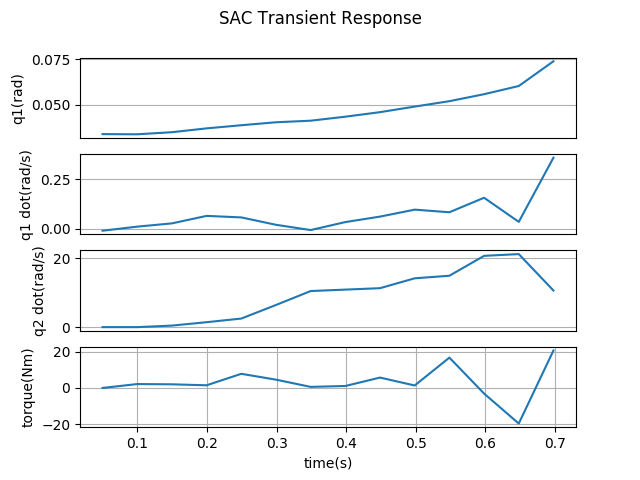 SAC Transient Response
q1(rad)
0.075
0.050
q1 dot(rad/s)
0.25
0.00
q2 dot(rad/s)
20
0
torque(Nm)
20
0
−20
0.1 0.2 0.3 0.4 0.5 0.6 0.7
time(s)